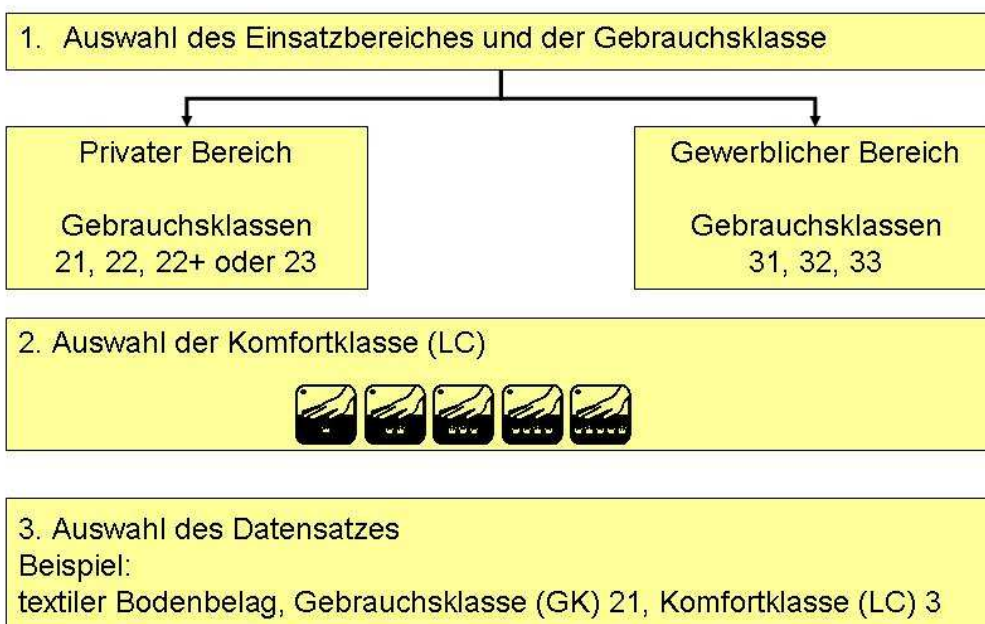 1. Auswahl des Einsatzbereiches und der Gebrauchsklasse
Privater Bereich
Gebrauchsklassen
21, 22, 22+ oder 23
Gewerblicher Bereich
Gebrauchsklassen
31, 32, 33
2. Auswahl der Komfortklasse (LC)
3. Auswahl des Datensatzes
Beispiel:
textiler Bodenbelag, Gebrauchsklasse (GK) 21, Komfortklasse (LC) 3